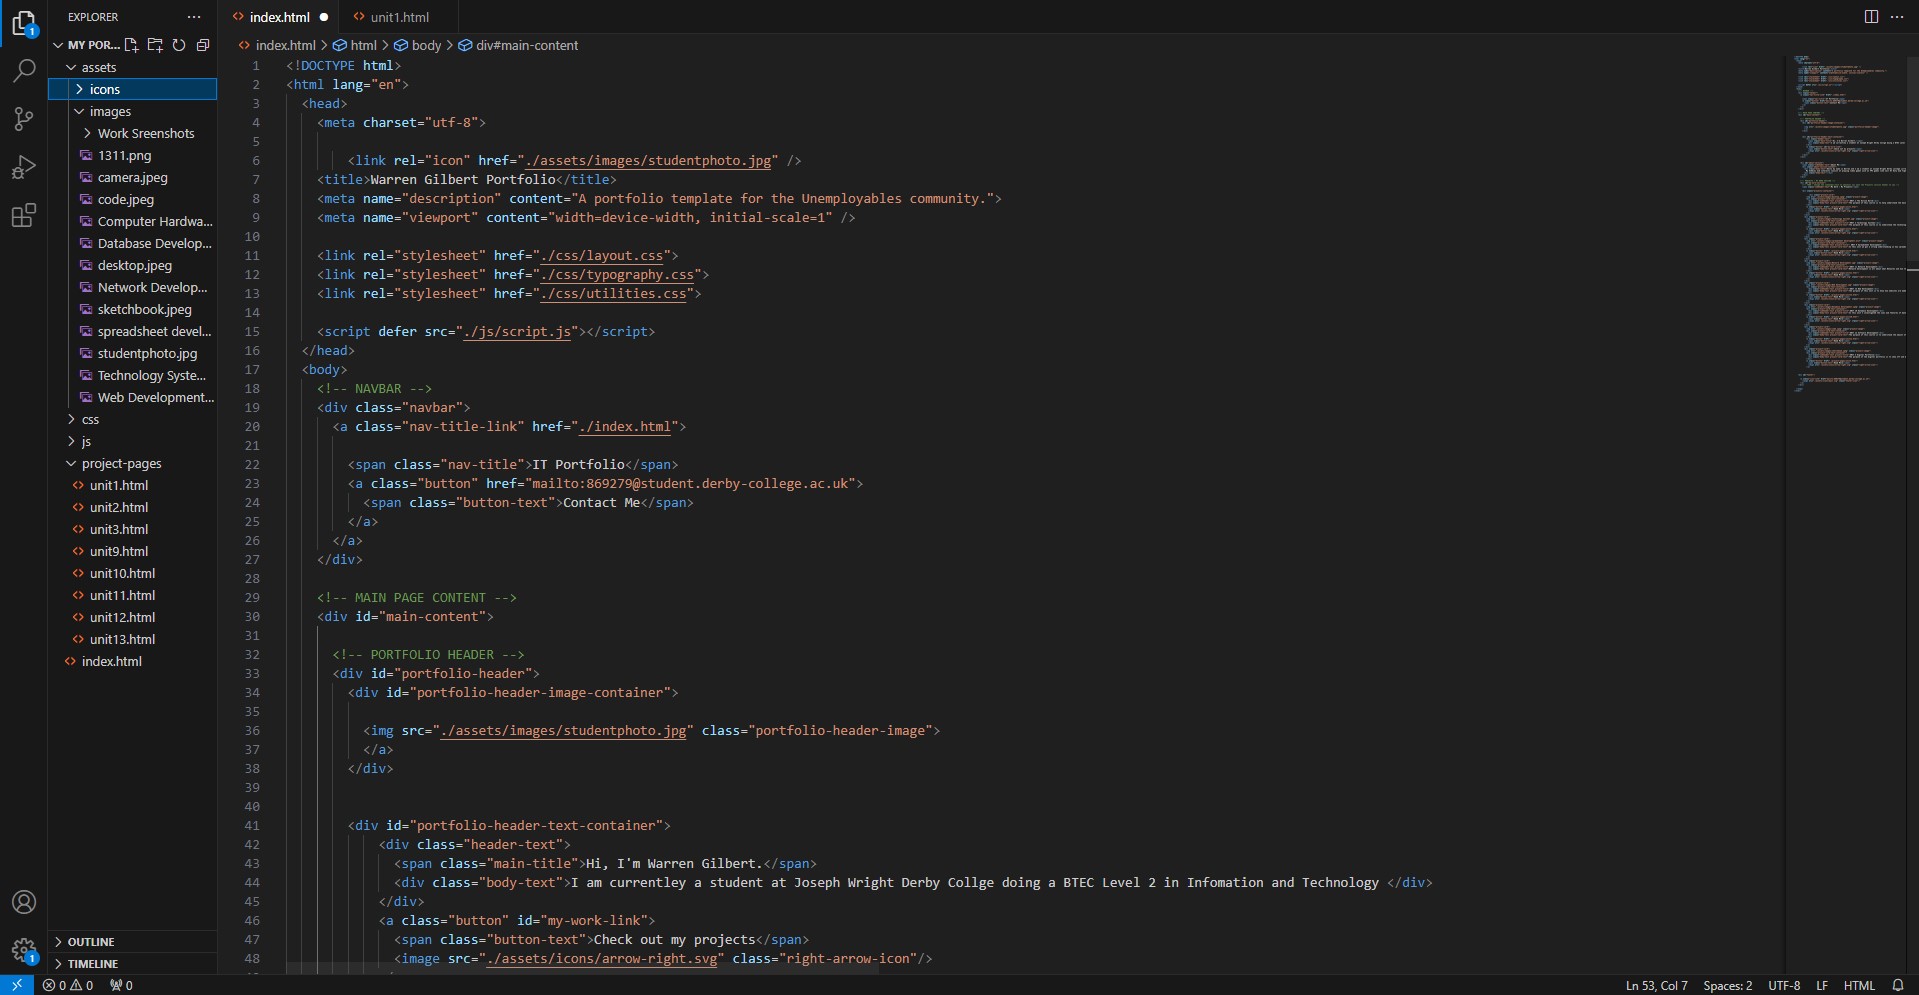 EXPLORER
MY POR...
assets
icons
images
Work Sreenshots
1311.png
camera.jpeg
code.jpeg
Computer Hardwa...
Database Develop...
desktop.jpeg
Network Develop...
sketchbook.jpeg
spreadsheet devel...
studentphoto.jpg
Technology Syste...
Web Development...
css
js
project-pages
unit1.html
unit2.html
unit3.html
unit9.html
unit10.html
unit11.html
unit12.html
unit13.html
index.html
OUTLINE
TIMELINE
1
1
index.html
unit1.html
index.html > html > body > div#main-content
1 <!DOCTYPE html>
2 <html lang="en">
3 <head>
4 <meta charset="utf-8">
5
6 <link rel="icon" href="./assets/images/studentphoto.jpg" />
7 <title>Warren Gilbert Portfolio</title>
8 <meta name="description" content="A portfolio template for the Unemployables community.">
9 <meta name="viewport" content="width=device-width, initial-scale=1" />
10
11 <link rel="stylesheet" href="./css/layout.css">
12 <link rel="stylesheet" href="./css/typography.css">
13 <link rel="stylesheet" href="./css/utilities.css">
14
15 <script defer src="./js/script.js"></script>
16 </head>
17 <body>
18 <!-- NAVBAR -->
19 <div class="navbar">
20 <a class="nav-title-link" href="./index.html">
21
22 <span class="nav-title">IT Portfolio</span>
23 <a class="button" href="mailto:869279@student.derby-college.ac.uk">
24 <span class="button-text">Contact Me</span>
25 </a>
26 </a>
27 </div>
28
29 <!-- MAIN PAGE CONTENT -->
30 <div id="main-content">
31
32 <!-- PORTFOLIO HEADER -->
33 <div id="portfolio-header">
34 <div id="portfolio-header-image-container">
35
36 <img src="./assets/images/studentphoto.jpg" class="portfolio-header-image">
37 </a>
38 </div>
39
40
41 <div id="portfolio-header-text-container">
42 <div class="header-text">
43 <span class="main-title">Hi, I'm Warren Gilbert.</span>
44 <div class="body-text">I am currentley a student at Joseph Wright Derby Collge doing a BTEC Level 2 in Infomation and Technology </div>
45 </div>
46 <a class="button" id="my-work-link">
47 <span class="button-text">Check out my projects</span>
48 <image src="./assets/icons/arrow-right.svg" class="right-arrow-icon"/>
0 0 0
Ln 53, Col 7 Spaces: 2 UTF-8 LF HTML